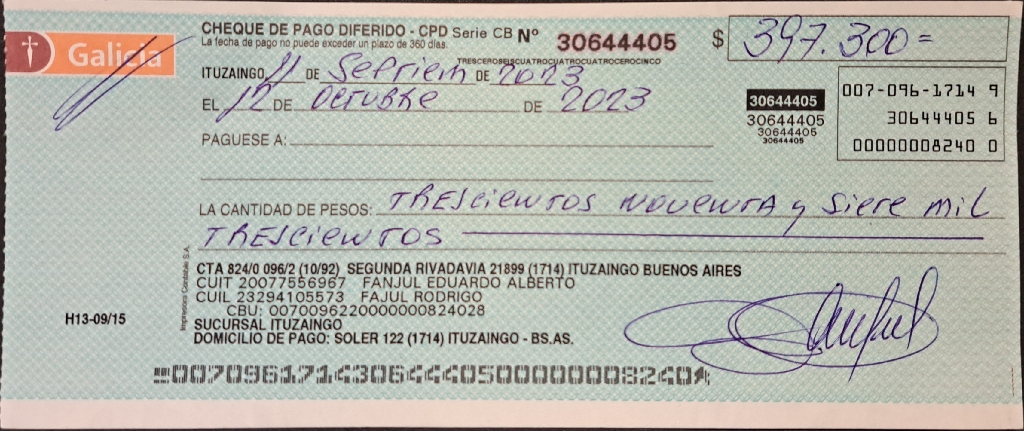 Galicia
CHEQUE DE PAGO DIFERIDO - CPD Serie CB Nº 30644405 $ 397.300=
La fecha de pago no puede exceder un plazo de 360 días.
TRESCEROSEISCUATROCUATROCUATROCEROCINCO
ITUZAINGO, 11 DE Septiem DE 2023
EL 12 DE Octubre DE 2023
30644405
30644405
30644405
30644405
007-096-1714 9
30644405 6
00000008240 0
PAGUESE A:
LA CANTIDAD DE PESOS: Trescientos noventa y siete mil
Trescientos
CTA 824/0 096/2 (10/92) SEGUNDA RIVADAVIA 21899 (1714) ITUZAINGO BUENOS AIRES
CUIT 20077556967 FANJUL EDUARDO ALBERTO
CUIL 23294105573 FAJUL RODRIGO
CBU: 0070096220000000824028
SUCURSAL ITUZAINGO
DOMICILIO DE PAGO: SOLER 122 (1714) ITUZAINGO - BS.AS.
H13-09/15
Impresora Contable S.A.
00709617143064440500000008240